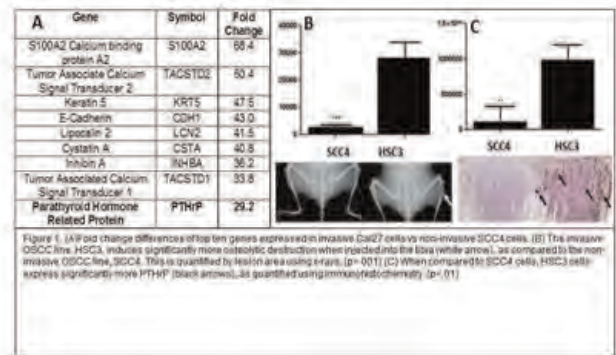 A
Gene Symbol Fold Change
S100A2 Calcium binding protein A2 S100A2 68.4
Tumor Associate Calcium Signal Transducer 2 TACSTD2 50.4
Keratin 5 KRT5 47.5
E-Cadherin CDH1 43.0
Lipocalin 2 LCN2 41.5
Cystatin A CSTA 40.8
Inhibin A INHBA 36.2
Tumor Associated Calcium Signal Transducer 1 TACSTD1 33.8
Parathyroid Hormone Related Protein PTHrP 29.2
B
40000
30000
20000
10000
0
SCC4 HSC3
C
500000
0
SCC4 HSC3
Figure 1. (A) Fold change differences of top ten genes expressed in invasive Cal27 cells vs non-invasive SCC4 cells. (B) The invasive
OSCC line, HSC3, induces significantly more osteolytic destruction when injected into the tibia (white arrow), as compared to the non-
invasive OSCC line, SCC4. This is quantified by lesion area using x-rays. (p=.001) (C) When compared to SCC4 cells, HSC3 cells
express significantly more PTHrP (black arrows), as quantified using immunohistochemistry. (p<.01)